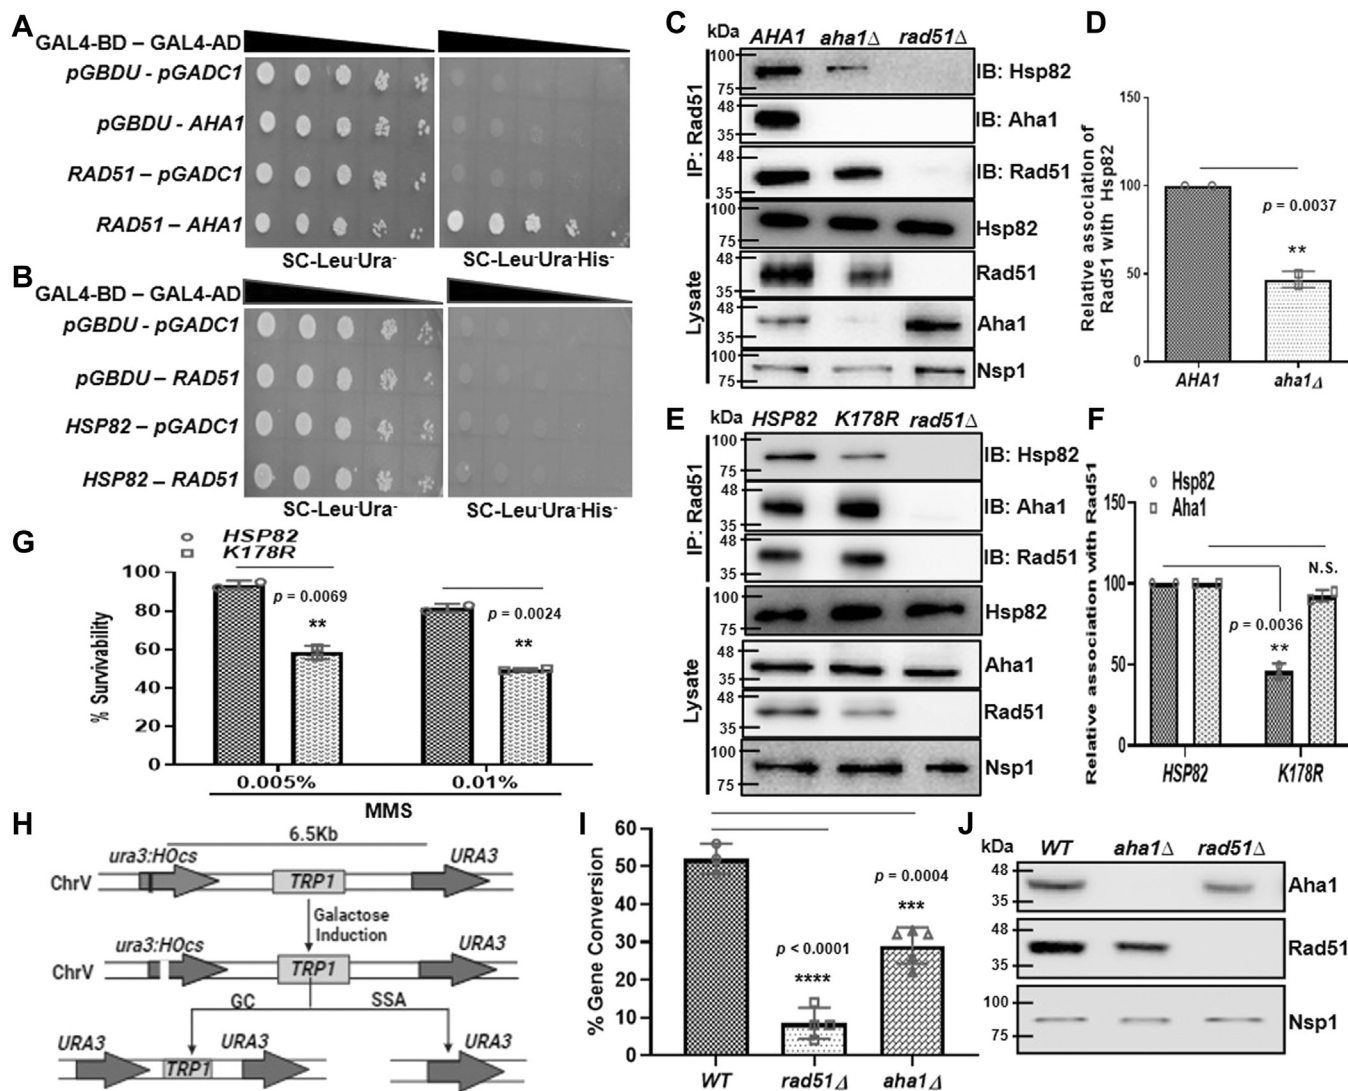 A
GAL4-BD – GAL4-AD
pGBDU - pGADC1
pGBDU - AHA1
RAD51 – pGADC1
RAD51 – AHA1
SC-Leu-Ura-
SC-Leu-Ura-His-
B
GAL4-BD – GAL4-AD
pGBDU - pGADC1
pGBDU – RAD51
HSP82 – pGADC1
HSP82 – RAD51
SC-Leu-Ura-
SC-Leu-Ura-His-
C
kDa
AHA1 aha1Δ rad51Δ
IP: Rad51
100
75
IB: Hsp82
48
35
IB: Aha1
48
35
IB: Rad51
Lysate
100
75
Hsp82
48
35
Rad51
48
35
Aha1
100
75
Nsp1
D
Relative association of
Rad51 with Hsp82
150
100
50
0
p = 0.0037
**
AHA1 aha1Δ
E
kDa
HSP82 K178R rad51Δ
IP: Rad51
100
75
IB: Hsp82
48
35
IB: Aha1
48
35
IB: Rad51
Lysate
100
75
Hsp82
48
35
Aha1
48
35
Rad51
100
75
Nsp1
F
Hsp82
Aha1
Relative association with Rad51
150
100
50
0
N.S.
p = 0.0036
**
HSP82 K178R
G
HSP82
K178R
% Survivability
100
80
60
40
20
0
p = 0.0069
**
p = 0.0024
**
0.005% 0.01%
MMS
H
6.5Kb
ura3:HOcs URA3
ChrV TRP1
Galactose
Induction
ura3:HOcs URA3
ChrV TRP1
GC SSA
URA3 URA3 URA3
TRP1
I
% Gene Conversion
60
50
40
30
20
10
0
p < 0.0001
****
p = 0.0004
***
WT rad51Δ aha1Δ
J
kDa
WT aha1Δ rad51Δ
48
35
Aha1
48
35
Rad51
100
75
Nsp1